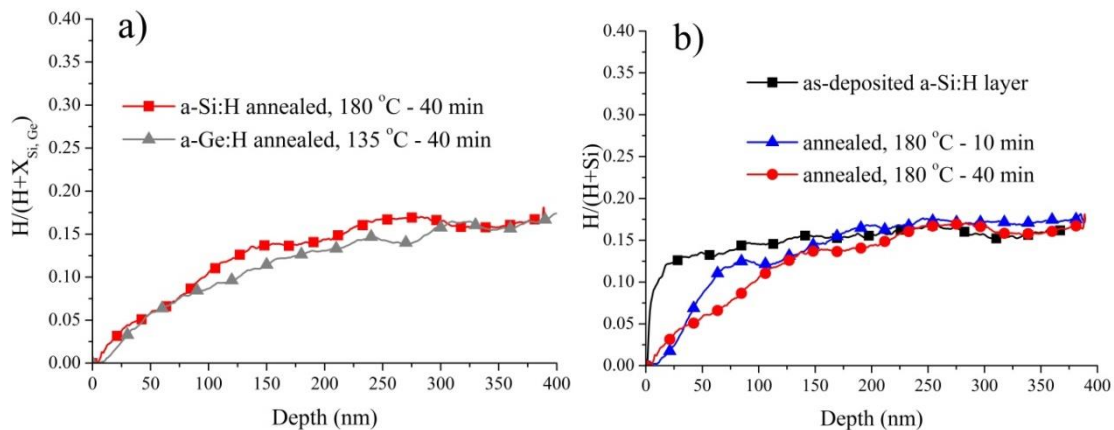 a)
0.40
0.35
0.30
0.25
0.20
0.15
0.10
0.05
0.00
H/(H+X_{Si, Ge})
a-Si:H annealed, 180 °C - 40 min
a-Ge:H annealed, 135 °C - 40 min
0 50 100 150 200 250 300 350 400
Depth (nm)
b)
0.40
0.35
0.30
0.25
0.20
0.15
0.10
0.05
0.00
H/(H+Si)
as-deposited a-Si:H layer
annealed, 180 °C - 10 min
annealed, 180 °C - 40 min
0 50 100 150 200 250 300 350 400
Depth (nm)